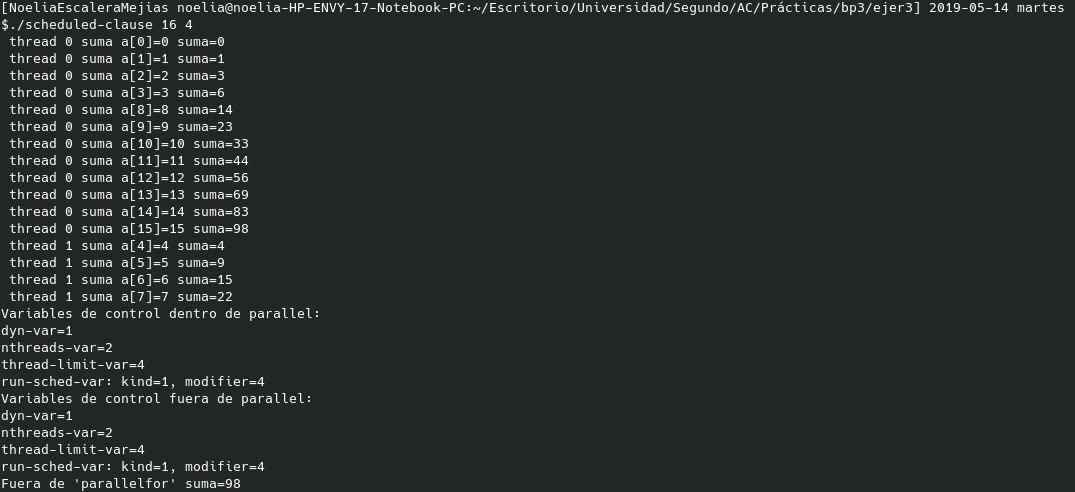 [NoeliaEscaleraMejias noelia@noelia-HP-ENVY-17-Notebook-PC:~/Escritorio/Universidad/Segundo/AC/Prácticas/bp3/ejer3] 2019-05-14 martes
$./scheduled-clause 16 4
thread 0 suma a[0]=0 suma=0
thread 0 suma a[1]=1 suma=1
thread 0 suma a[2]=2 suma=3
thread 0 suma a[3]=3 suma=6
thread 0 suma a[8]=8 suma=14
thread 0 suma a[9]=9 suma=23
thread 0 suma a[10]=10 suma=33
thread 0 suma a[11]=11 suma=44
thread 0 suma a[12]=12 suma=56
thread 0 suma a[13]=13 suma=69
thread 0 suma a[14]=14 suma=83
thread 0 suma a[15]=15 suma=98
thread 1 suma a[4]=4 suma=4
thread 1 suma a[5]=5 suma=9
thread 1 suma a[6]=6 suma=15
thread 1 suma a[7]=7 suma=22
Variables de control dentro de parallel:
dyn-var=1
nthreads-var=2
thread-limit-var=4
run-sched-var: kind=1, modifier=4
Variables de control fuera de parallel:
dyn-var=1
nthreads-var=2
thread-limit-var=4
run-sched-var: kind=1, modifier=4
Fuera de 'parallelfor' suma=98